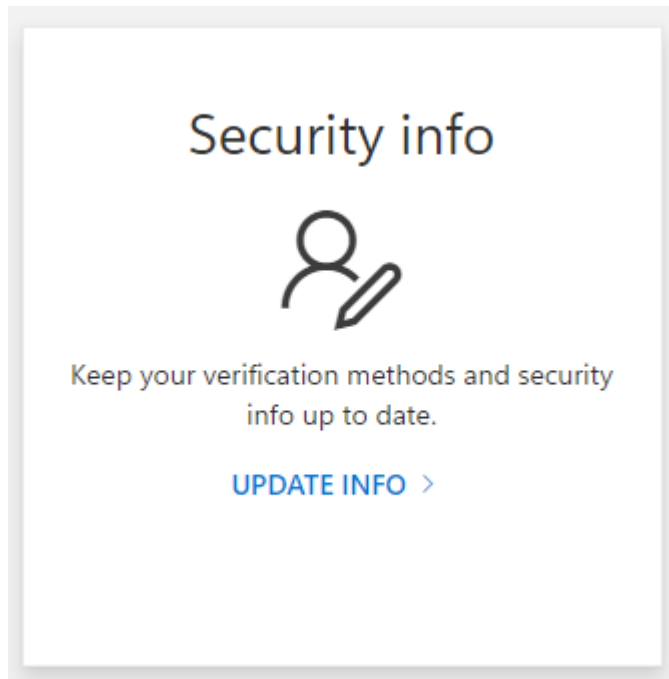 Security info
Keep your verification methods and security
info up to date.
UPDATE INFO >